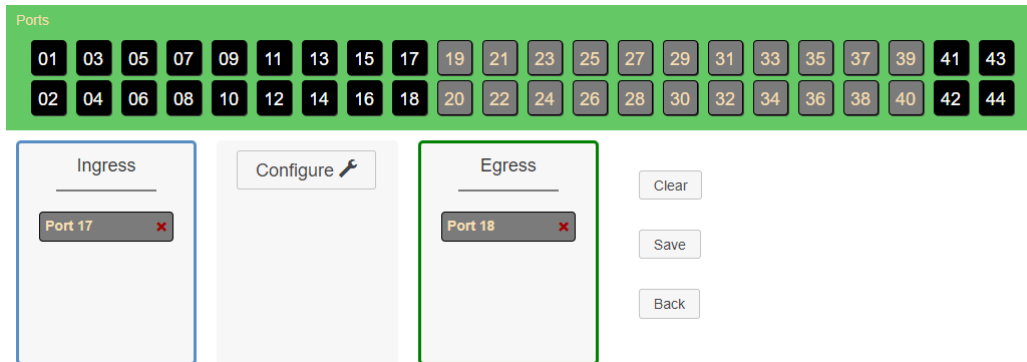 Ports
01 03 05 07 09 11 13 15 17 19 21 23 25 27 29 31 33 35 37 39 41 43
02 04 06 08 10 12 14 16 18 20 22 24 26 28 30 32 34 36 38 40 42 44
Ingress
Port 17
Configure
Egress
Port 18
Clear
Save
Back